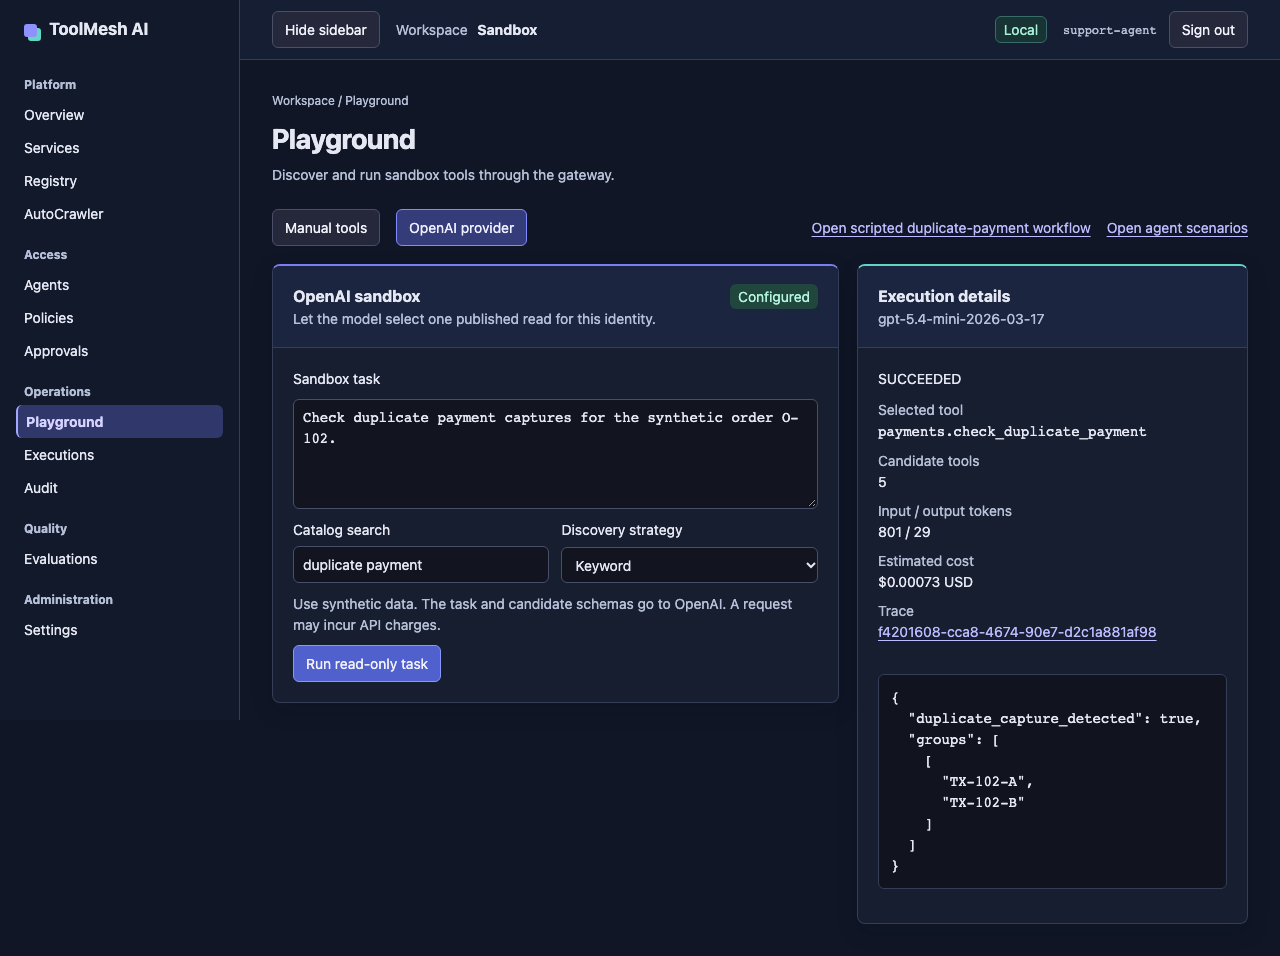 ToolMesh AI
Platform
Overview
Services
Registry
AutoCrawler
Access
Agents
Policies
Approvals
Operations
Playground
Executions
Audit
Quality
Evaluations
Administration
Settings
Hide sidebar
Workspace Sandbox
Local
support-agent
Sign out
Workspace / Playground
Playground
Discover and run sandbox tools through the gateway.
Manual tools
OpenAI provider
Open scripted duplicate-payment workflow
Open agent scenarios
OpenAI sandbox
Configured
Let the model select one published read for this identity.
Sandbox task
Check duplicate payment captures for the synthetic order O-
102.
Catalog search
Discovery strategy
duplicate payment
Keyword
Use synthetic data. The task and candidate schemas go to OpenAI. A request
may incur API charges.
Run read-only task
Execution details
gpt-5.4-mini-2026-03-17
SUCCEEDED
Selected tool
payments.check_duplicate_payment
Candidate tools
5
Input / output tokens
801 / 29
Estimated cost
$0.00073 USD
Trace
f4201608-cca8-4674-90e7-d2c1a881af98
{
  "duplicate_capture_detected": true,
  "groups": [
    [
      "TX-102-A",
      "TX-102-B"
    ]
  ]
}